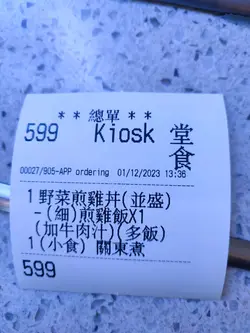 ** 總單 **
599 Kiosk 堂食
00027/905-APP ordering 01/12/2023 13:36
1 野菜煎雞丼(並盛)
-(細)煎雞飯X1
(加牛肉汁)(多飯)
1(小食) 關東煮
599